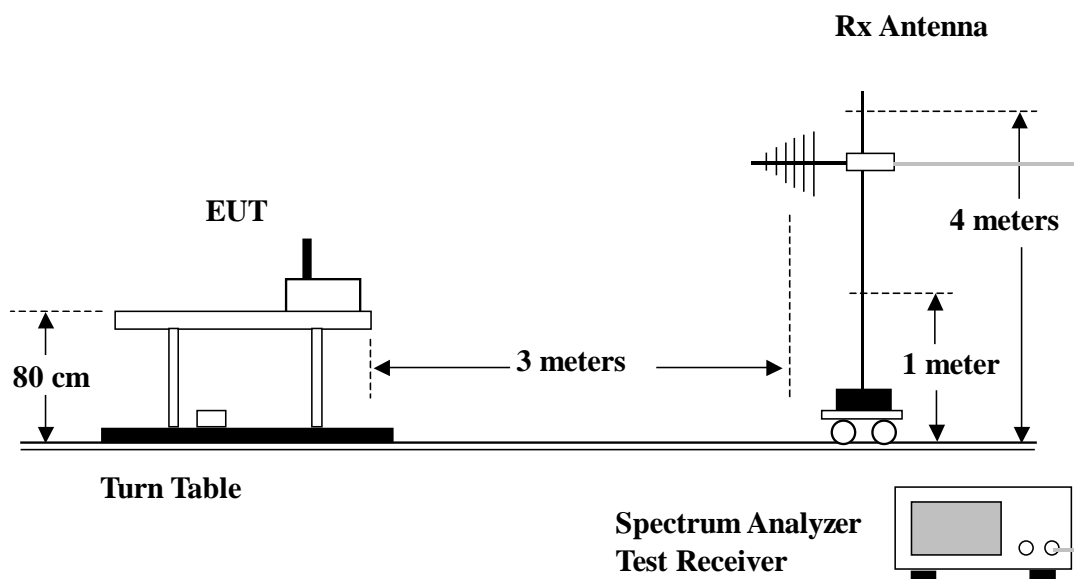 Rx Antenna
EUT
4 meters
80 cm
3 meters
1 meter
Turn Table
Spectrum Analyzer
Test Receiver